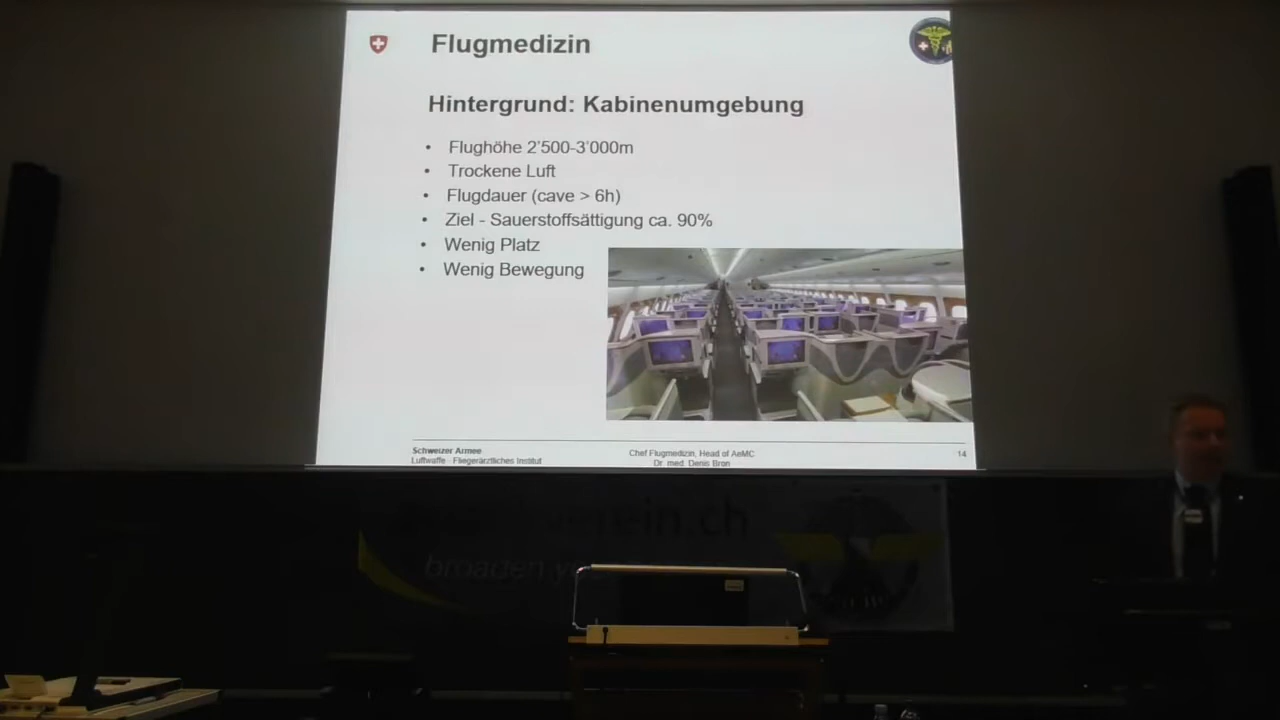 Flugmedizin
Hintergrund: Kabinenumgebung
• Flughöhe 2'500-3'000m
• Trockene Luft
• Flugdauer (cave > 6h)
• Ziel - Sauerstoffsättigung ca. 90%
• Wenig Platz
• Wenig Bewegung
Schweizer Armee
Luftwaffe - Fliegerärztliches Institut
Chef Flugmedizin, Head of AeMC
Dr. med. Denis Bron
14
broaden